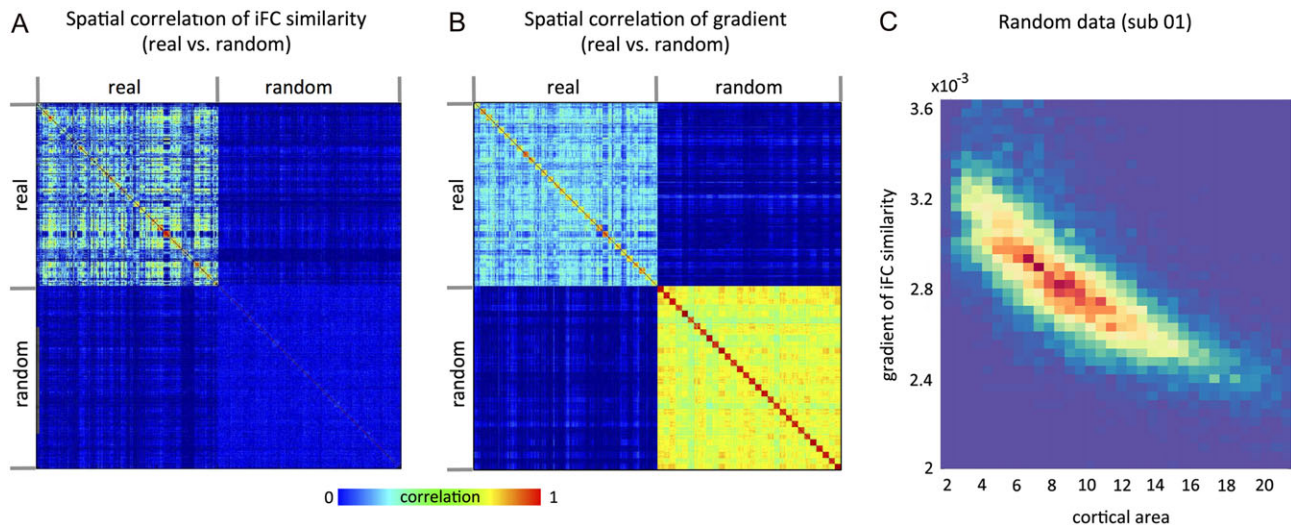 A
Spatial correlation of iFC similarity
(real vs. random)
real
random
real
random
B
Spatial correlation of gradient
(real vs. random)
real
random
real
random
0
correlation
1
C
Random data (sub 01)
x10-3
3.6
3.2
2.8
2.4
2
gradient of iFC similarity
2 4 6 8 10 12 14 16 18 20
cortical area